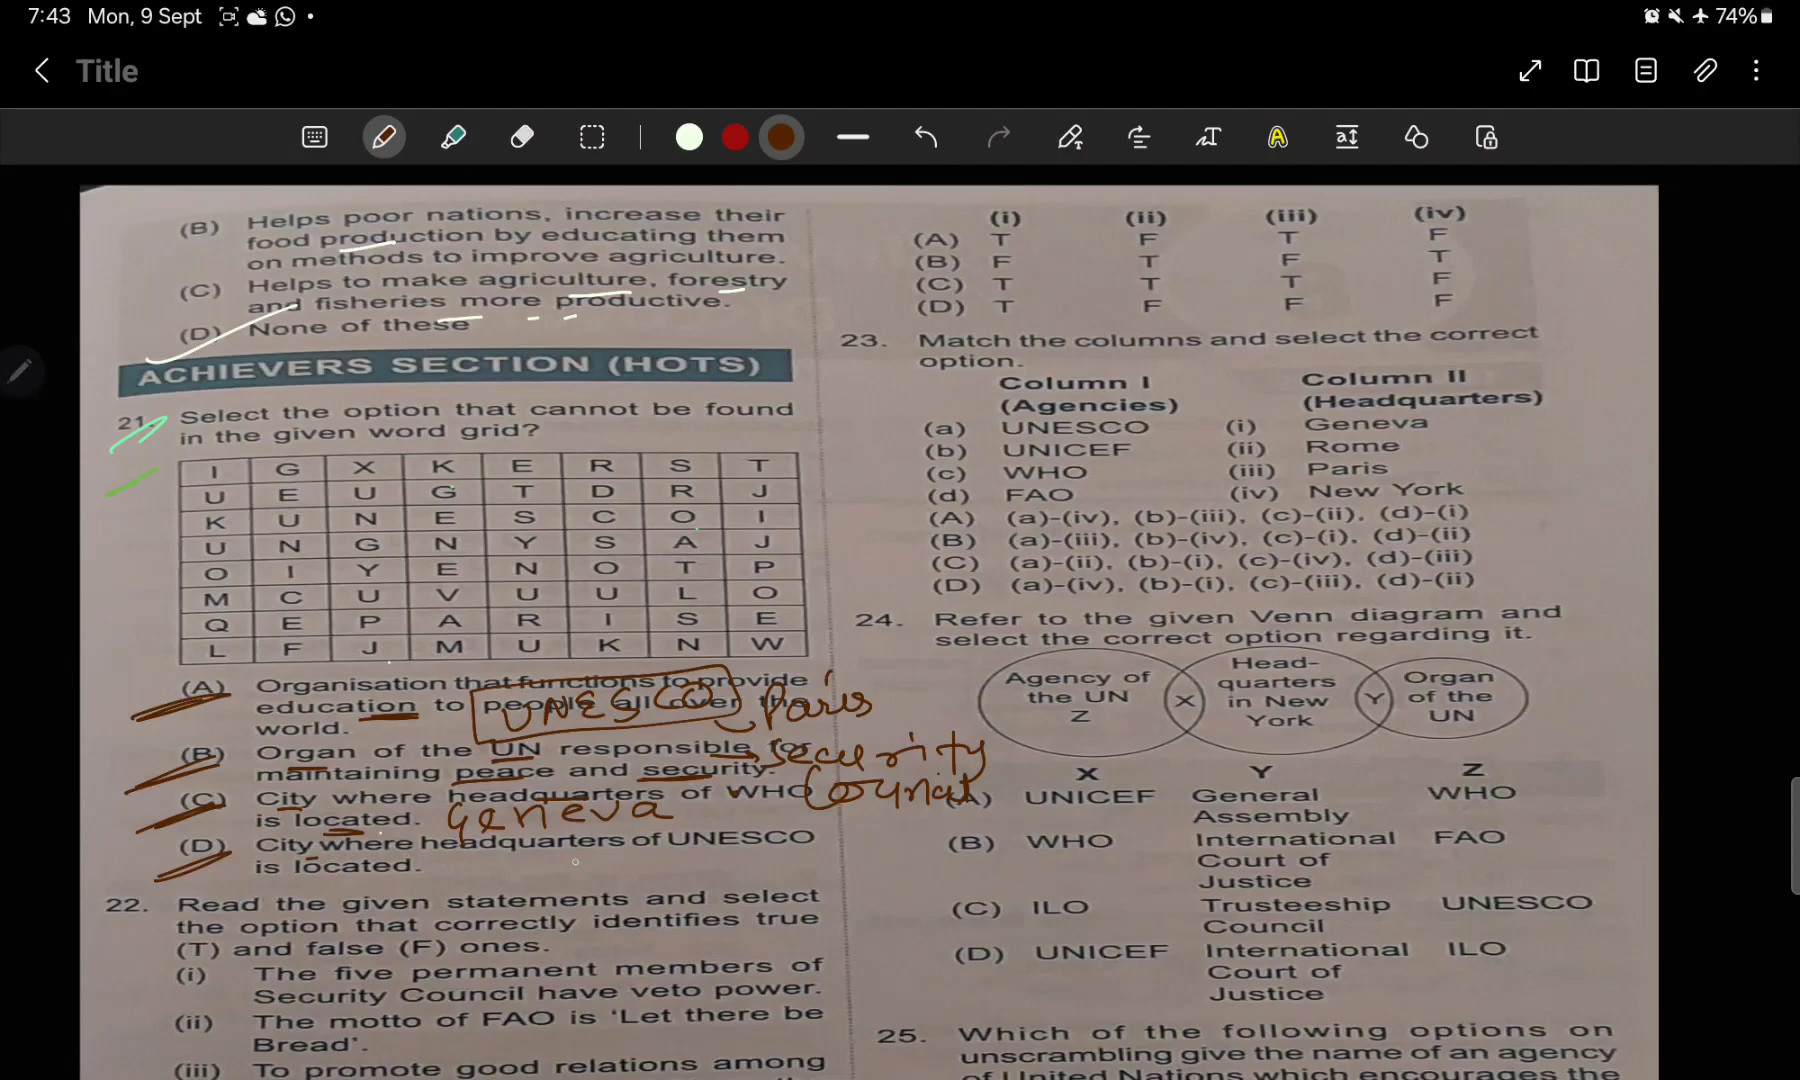 7:43 Mon, 9 Sept
74%
Title
(B) Helps poor nations, increase their
food production by educating them
on methods to improve agriculture.
(C) Helps to make agriculture, forestry
and fisheries more productive.
(D) None of these
ACHIEVERS SECTION (HOTS)
21. Select the option that cannot be found
in the given word grid?
I G X K E R S T
U E U G T D R J
K U N E S C O I
U N G N Y S A J
O I Y E N O T P
M C U V U U L O
Q E P A R I S E
L F J M U K N W
(A) Organisation that functions to provide
education to people all over the
world.
UNESCO Paris
(B) Organ of the UN responsible for
maintaining peace and security.
security
Council
(C) City where headquarters of WHO
is located. Geneva
(D) City where headquarters of UNESCO
is located.
22. Read the given statements and select
the option that correctly identifies true
(T) and false (F) ones.
(i) The five permanent members of
Security Council have veto power.
(ii) The motto of FAO is 'Let there be
Bread'.
(iii) To promote good relations among
(i) (ii) (iii) (iv)
(A) T F T F
(B) F T F T
(C) T T T F
(D) T F F F
23. Match the columns and select the correct
option.
Column I Column II
(Agencies) (Headquarters)
(a) UNESCO (i) Geneva
(b) UNICEF (ii) Rome
(c) WHO (iii) Paris
(d) FAO (iv) New York
(A) (a)-(iv), (b)-(iii), (c)-(ii), (d)-(i)
(B) (a)-(iii), (b)-(iv), (c)-(i), (d)-(ii)
(C) (a)-(ii), (b)-(i), (c)-(iv), (d)-(iii)
(D) (a)-(iv), (b)-(i), (c)-(iii), (d)-(ii)
24. Refer to the given Venn diagram and
select the correct option regarding it.
Agency of
the UN
Z
X
Head-
quarters
in New
York
Y
Organ
of the
UN
X Y Z
(A) UNICEF General WHO
Assembly
(B) WHO International FAO
Court of
Justice
(C) ILO Trusteeship UNESCO
Council
(D) UNICEF International ILO
Court of
Justice
25. Which of the following options on
unscrambling give the name of an agency
of United Nations which encourages the